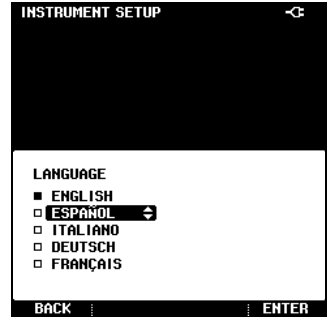 INSTRUMENT SETUP
LANGUAGE
ENGLISH
ESPAÑOL
ITALIANO
DEUTSCH
FRANÇAIS
BACK ENTER